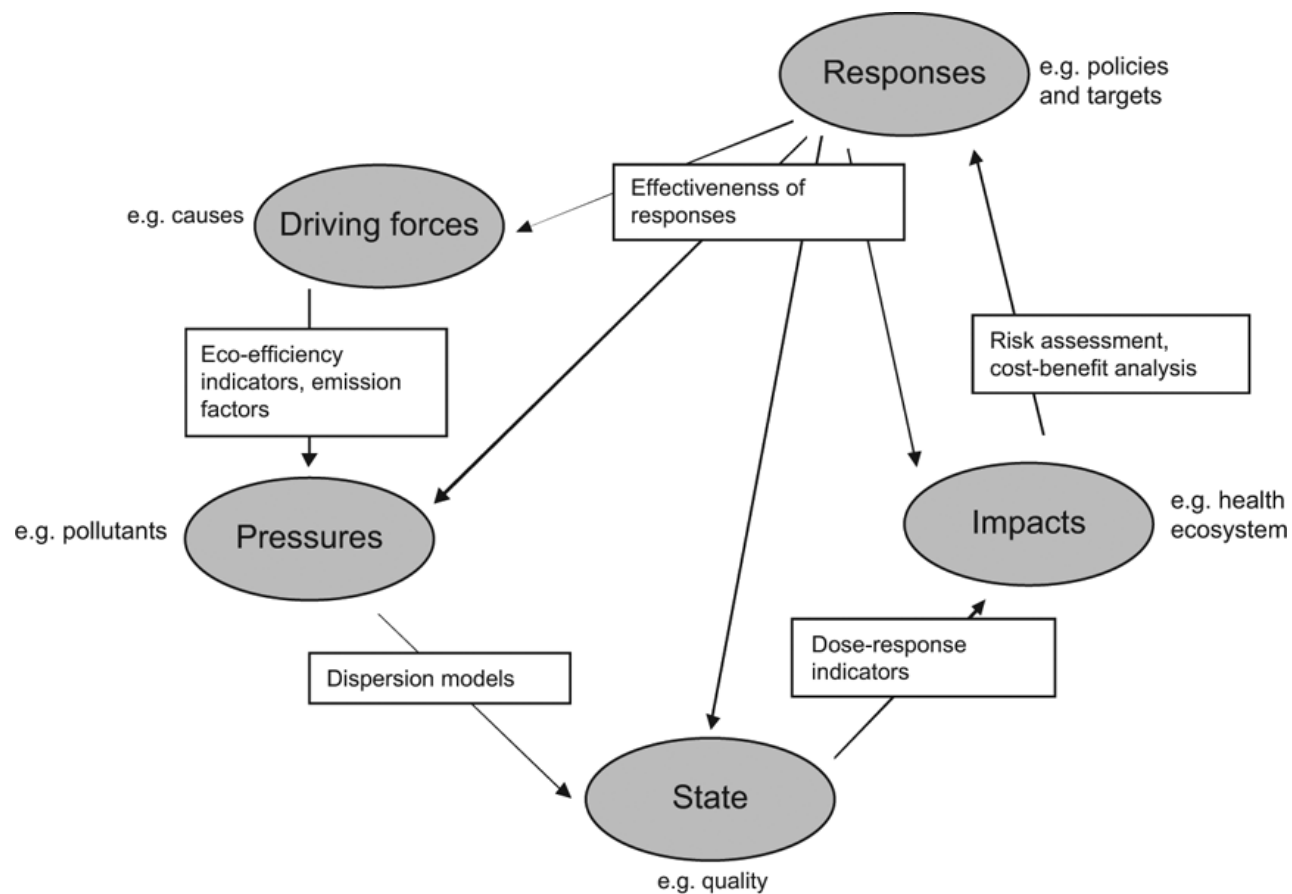 Responses
e.g. policies
and targets
Effectivenenss of
responses
e.g. causes
Driving forces
Eco-efficiency
indicators, emission
factors
Risk assessment,
cost-benefit analysis
e.g. pollutants
Pressures
Impacts
e.g. health
ecosystem
Dispersion models
Dose-response
indicators
State
e.g. quality